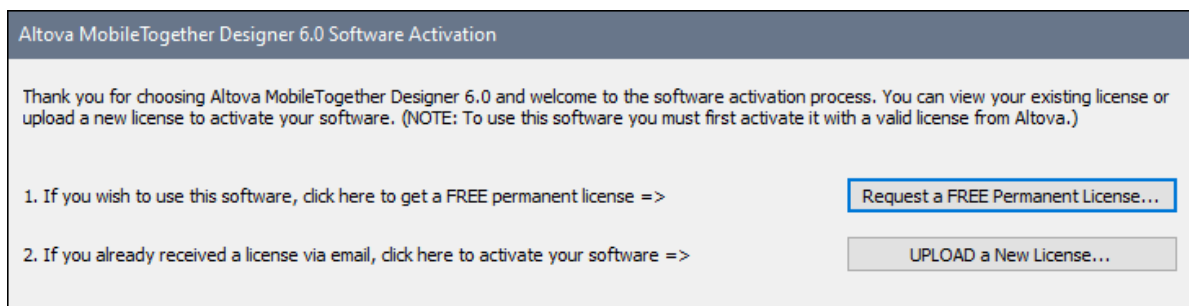 Altova MobileTogether Designer 6.0 Software Activation
Thank you for choosing Altova MobileTogether Designer 6.0 and welcome to the software activation process. You can view your existing license or
upload a new license to activate your software. (NOTE: To use this software you must first activate it with a valid license from Altova.)
1. If you wish to use this software, click here to get a FREE permanent license =>
Request a FREE Permanent License...
2. If you already received a license via email, click here to activate your software =>
UPLOAD a New License...